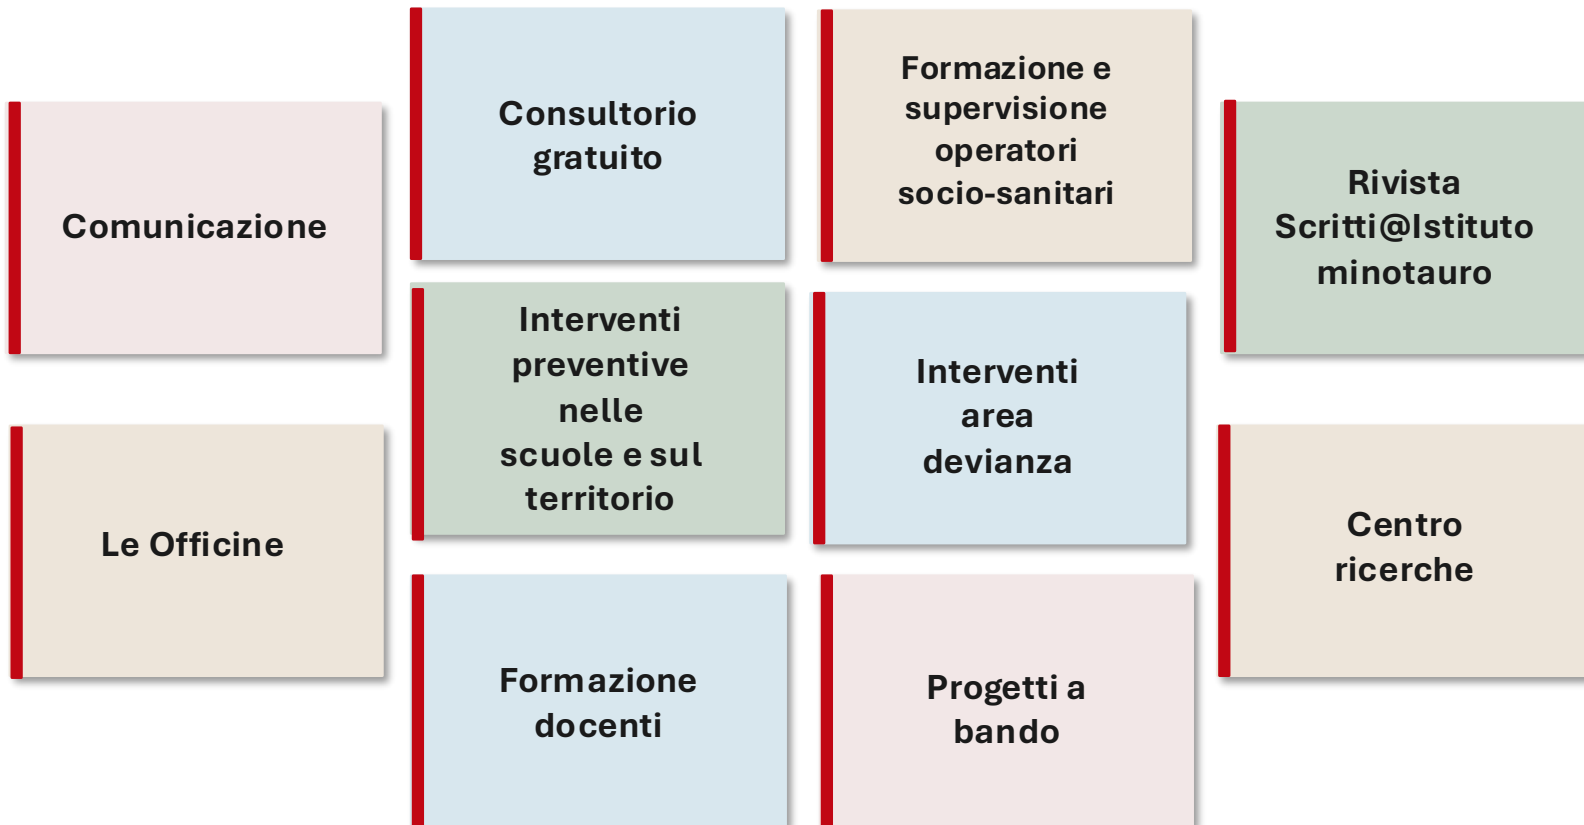 Comunicazione
Le Officine
Consultorio
gratuito
Interventi
preventive
nelle
scuole e sul
territorio
Formazione
docenti
Formazione e
supervisione
operatori
socio-sanitari
Interventi
area
devianza
Progetti a
bando
Rivista
Scritti@Istituto
minotauro
Centro
ricerche